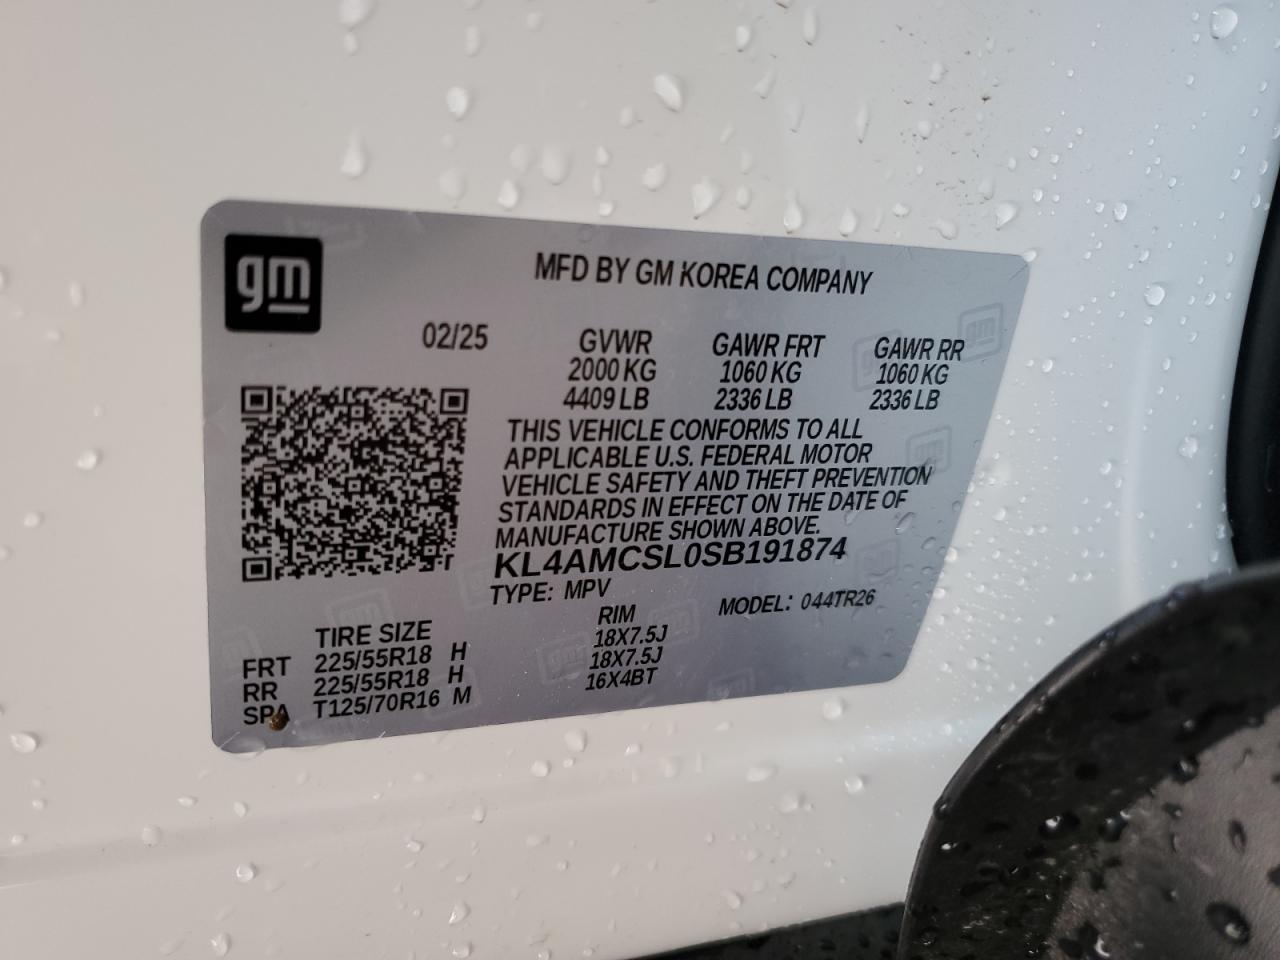 gm
MFD BY GM KOREA COMPANY
02/25 GVWR GAWR FRT GAWR RR
2000 KG 1060 KG 1060 KG
4409 LB 2336 LB 2336 LB
THIS VEHICLE CONFORMS TO ALL
APPLICABLE U.S. FEDERAL MOTOR
VEHICLE SAFETY AND THEFT PREVENTION
STANDARDS IN EFFECT ON THE DATE OF
MANUFACTURE SHOWN ABOVE.
KL4AMCSL0SB191874
TYPE: MPV MODEL: 044TR26
TIRE SIZE RIM
FRT 225/55R18 H 18X7.5J
RR 225/55R18 H 18X7.5J
SPA T125/70R16 M 16X4BT